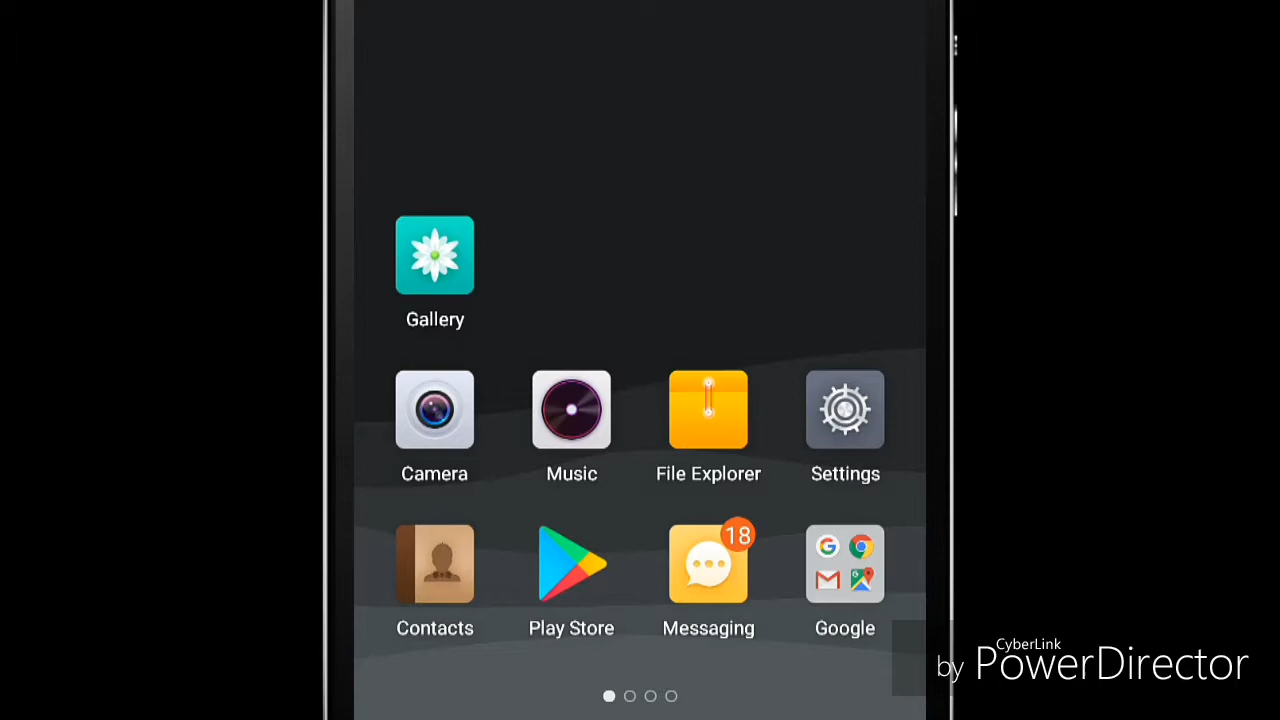 Gallery
Camera Music File Explorer Settings
18
Contacts Play Store Messaging Google
CyberLink
by PowerDirector